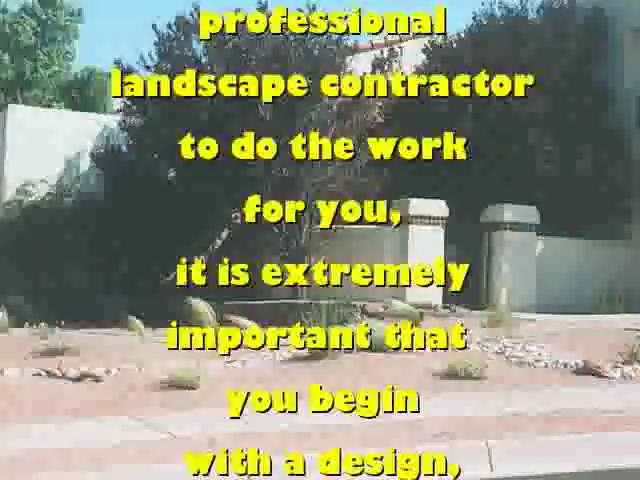 professional
landscape contractor
to do the work
for you,
it is extremely
important that
you begin
with a design,